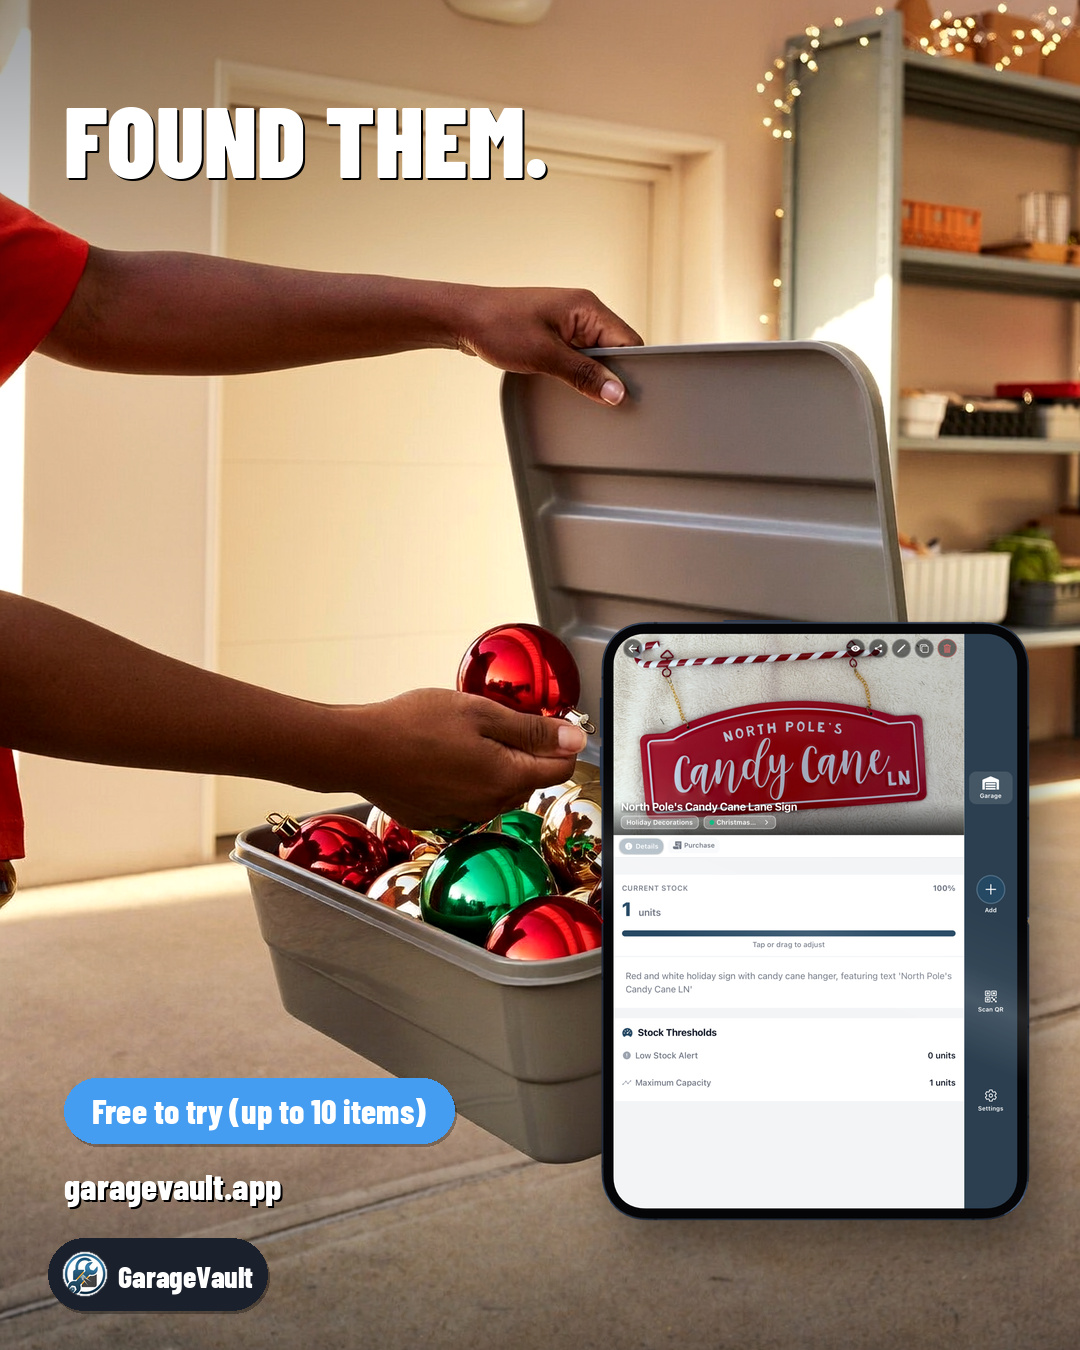 FOUND THEM.
NORTH POLE'S
Candy Cane LN
North Pole's Candy Cane Lane Sign
Holiday Decorations
Christmas...
Details
Purchase
CURRENT STOCK
100%
1 units
Tap or drag to adjust
Red and white holiday sign with candy cane hanger, featuring text 'North Pole's
Candy Cane LN'
Stock Thresholds
Low Stock Alert
0 units
Maximum Capacity
1 units
Garage
Add
Scan QR
Settings
Free to try (up to 10 items)
garagevault.app
GarageVault